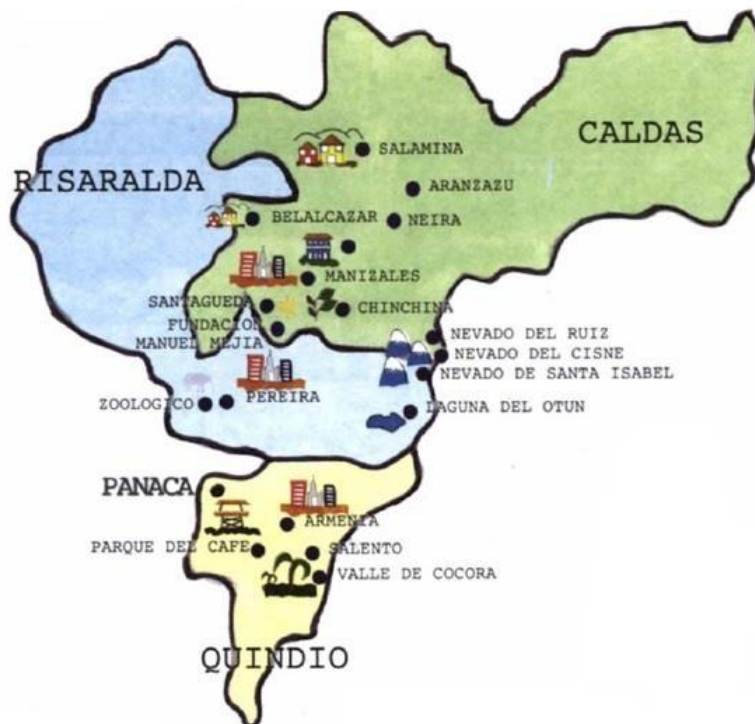 CALDAS
SALAMINA
RISARALDA
ARANZAZU
BELALCAZAR
NEIRA
MANIZALES
SANTAGUEDA
CHINCHINA
FUNDACION
MANUEL MEJIA
NEVADO DEL RUIZ
NEVADO DEL CISNE
NEVADO DE SANTA ISABEL
PEREIRA
ZOOLOGICO
LAGUNA DEL OTUN
PANACA
ARMENIA
PARQUE DEL CAFE
SALENTO
VALLE DE COCORA
QUINDIO